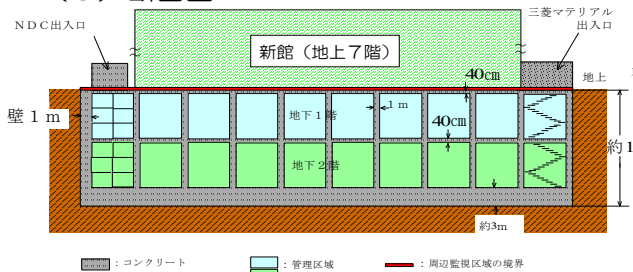 NDC出入口
三菱マテリアル
出入口
新館（地上７階）
40㎝
地上
壁１ｍ
１ｍ
地下１階
40㎝
約1
地下２階
約3m
：コンクリート
：管理区域
：周辺監視区域の境界